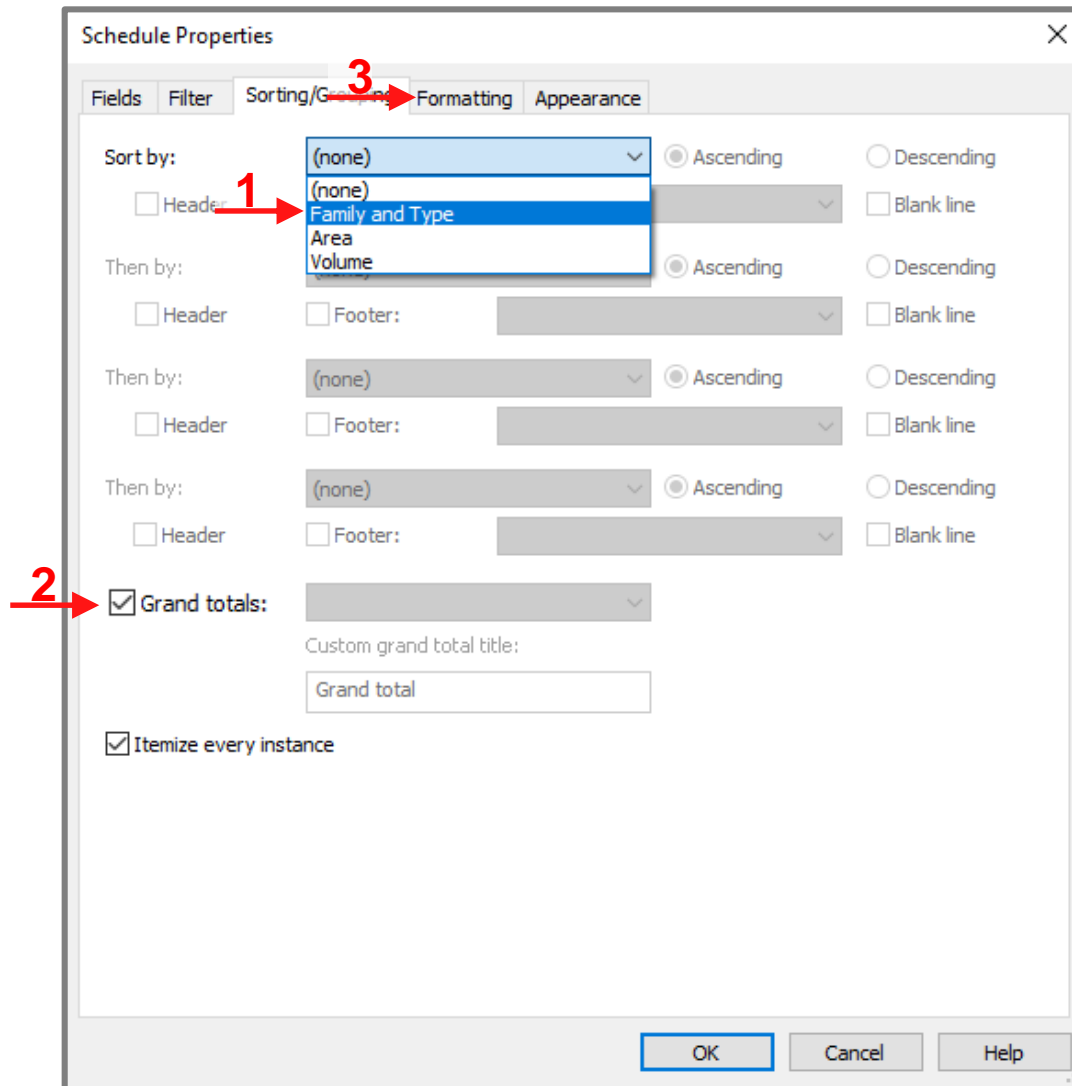 Schedule Properties
3
Fields Filter Sorting/Grouping Formatting Appearance
Sort by: (none) Ascending Descending
1
Header (none) Blank line
Family and Type
Area
Volume
Then by: Ascending Descending
Header Footer: Blank line
Then by: (none) Ascending Descending
Header Footer: Blank line
Then by: (none) Ascending Descending
Header Footer: Blank line
2
Grand totals:
Custom grand total title:
Grand total
Itemize every instance
OK Cancel Help